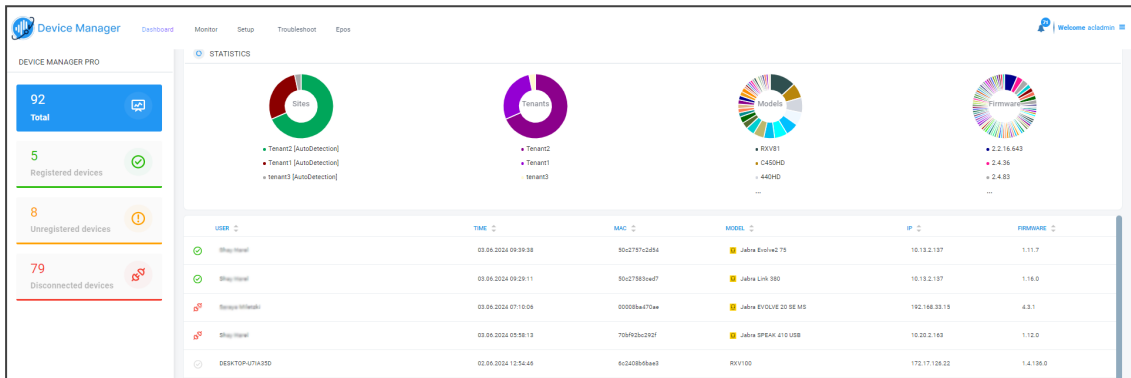 Device Manager
Dashboard
Monitor
Setup
Troubleshoot
Epos
Welcome acladmin
DEVICE MANAGER PRO
92
Total
5
Registered devices
8
Unregistered devices
79
Disconnected devices
STATISTICS
Sites
Tenant2 [AutoDetection]
Tenant1 [AutoDetection]
tenant3 [AutoDetection]
Tenants
Tenant2
Tenant1
tenant3
Models
RXV81
C450HD
440HD
...
Firmware
2.2.16.643
2.4.36
2.4.83
...
USER TIME MAC MODEL IP FIRMWARE
03.06.2024 09:39:38 50c2757c2d54 Jabra Evolve2 75 10.13.2.137 1.11.7
03.06.2024 09:29:11 50c27583ced7 Jabra Link 380 10.13.2.137 1.16.0
03.06.2024 07:10:06 00008ba470ae Jabra EVOLVE 20 SE MS 192.168.33.15 4.3.1
03.06.2024 05:58:13 70bf92bc292f Jabra SPEAK 410 USB 10.20.2.163 1.12.0
DESKTOP-U7IA35D 02.06.2024 12:54:46 6c2408b6bae3 RXV100 172.17.126.22 1.4.136.0